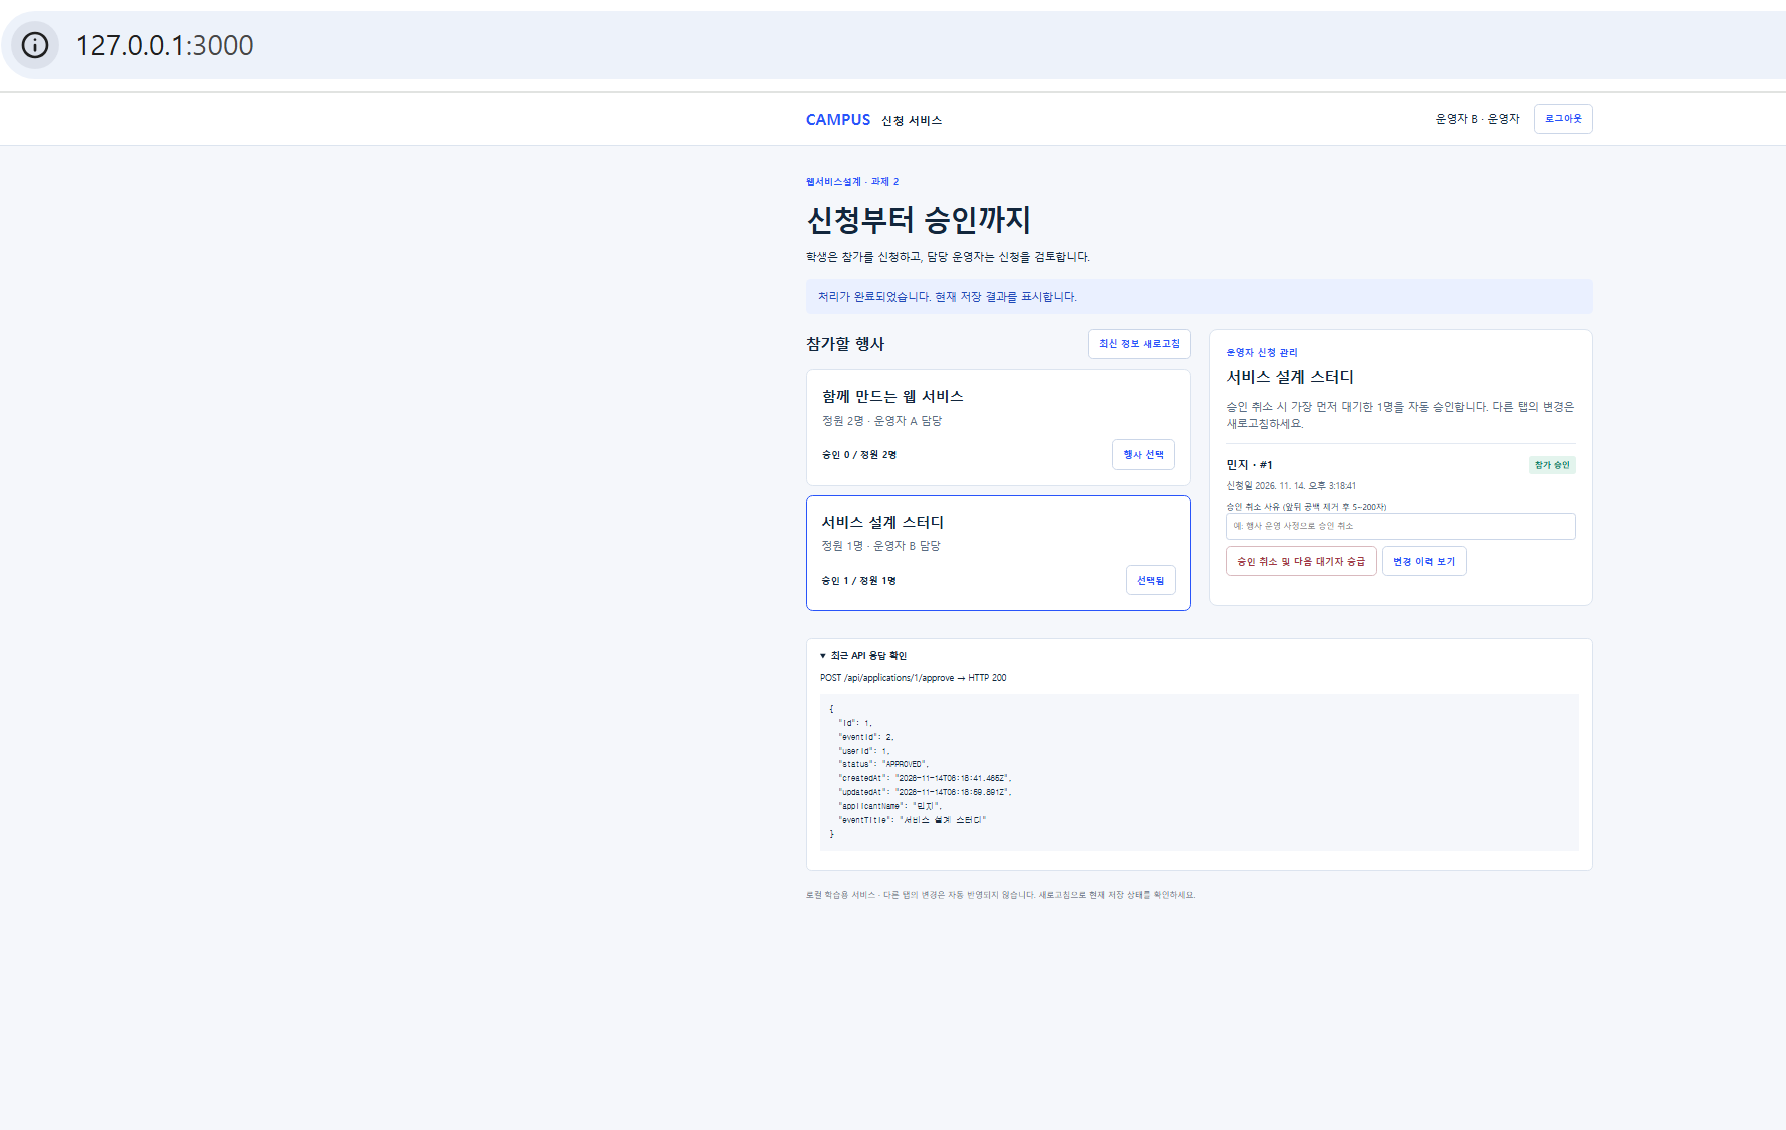 127.0.0.1:3000
CAMPUS 신청 서비스
운영자 B · 운영자
로그아웃
웹서비스설계 · 과제 2
신청부터 승인까지
학생은 참가를 신청하고, 담당 운영자는 신청을 검토합니다.
처리가 완료되었습니다. 현재 저장 결과를 표시합니다.
참가할 행사
최신 정보 새로고침
함께 만드는 웹 서비스
정원 2명 · 운영자 A 담당
승인 0 / 정원 2명
행사 선택
서비스 설계 스터디
정원 1명 · 운영자 B 담당
승인 1 / 정원 1명
선택됨
운영자 신청 관리
서비스 설계 스터디
승인 취소 시 가장 먼저 대기한 1명을 자동 승인합니다. 다른 탭의 변경은
새로고침하세요.
민지 · #1
참가 승인
신청일 2026. 11. 14. 오후 3:18:41
승인 취소 사유 (앞뒤 공백 제거 후 5~200자)
예: 행사 운영 사정으로 승인 취소
승인 취소 및 다음 대기자 승급
변경 이력 보기
▼ 최근 API 응답 확인
POST /api/applications/1/approve → HTTP 200
{
"id": 1,
"eventId": 2,
"userId": 1,
"status": "APPROVED",
"createdAt": "2026-11-14T06:18:41.465Z",
"updatedAt": "2026-11-14T06:18:59.691Z",
"applicantName": "민지",
"eventTitle": "서비스 설계 스터디"
}
로컬 학습용 서비스 · 다른 탭의 변경은 자동 반영되지 않습니다. 새로고침으로 현재 저장 상태를 확인하세요.